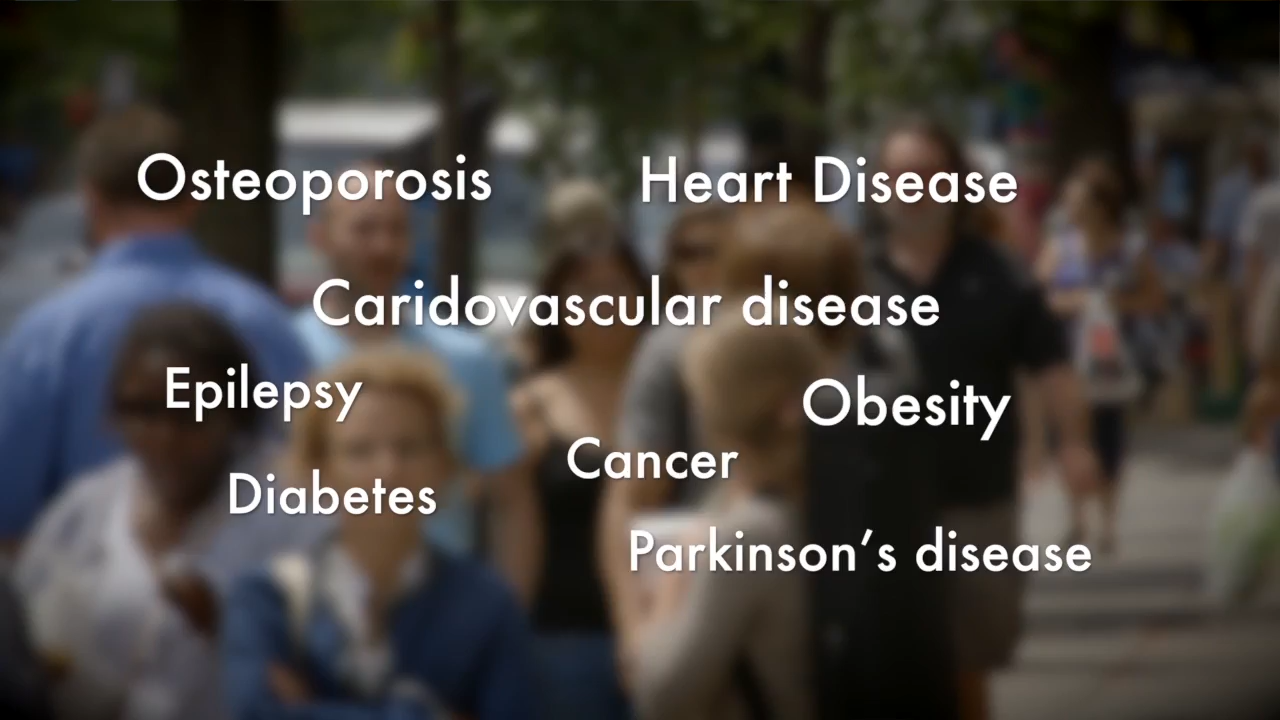 Osteoporosis
Heart Disease
Caridovascular disease
Epilepsy
Obesity
Cancer
Diabetes
Parkinson’s disease